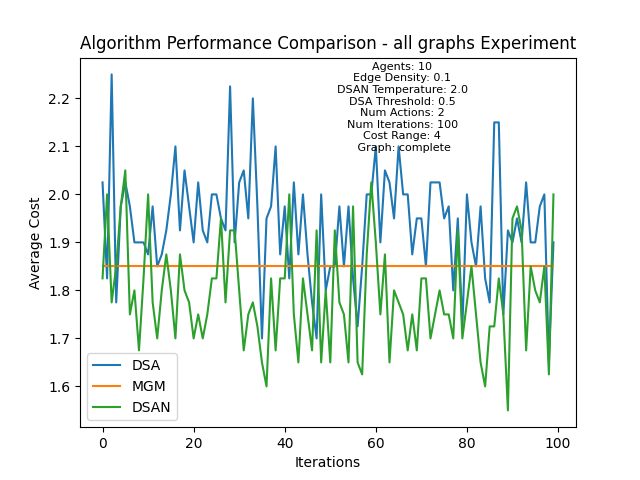 Algorithm Performance Comparison - all graphs Experiment
Agents: 10
Edge Density: 0.1
DSAN Temperature: 2.0
DSA Threshold: 0.5
Num Actions: 2
Num Iterations: 100
Cost Range: 4
Graph: complete
Average Cost
2.2
2.1
2.0
1.9
1.8
1.7
1.6
DSA
MGM
DSAN
0 20 40 60 80 100
Iterations